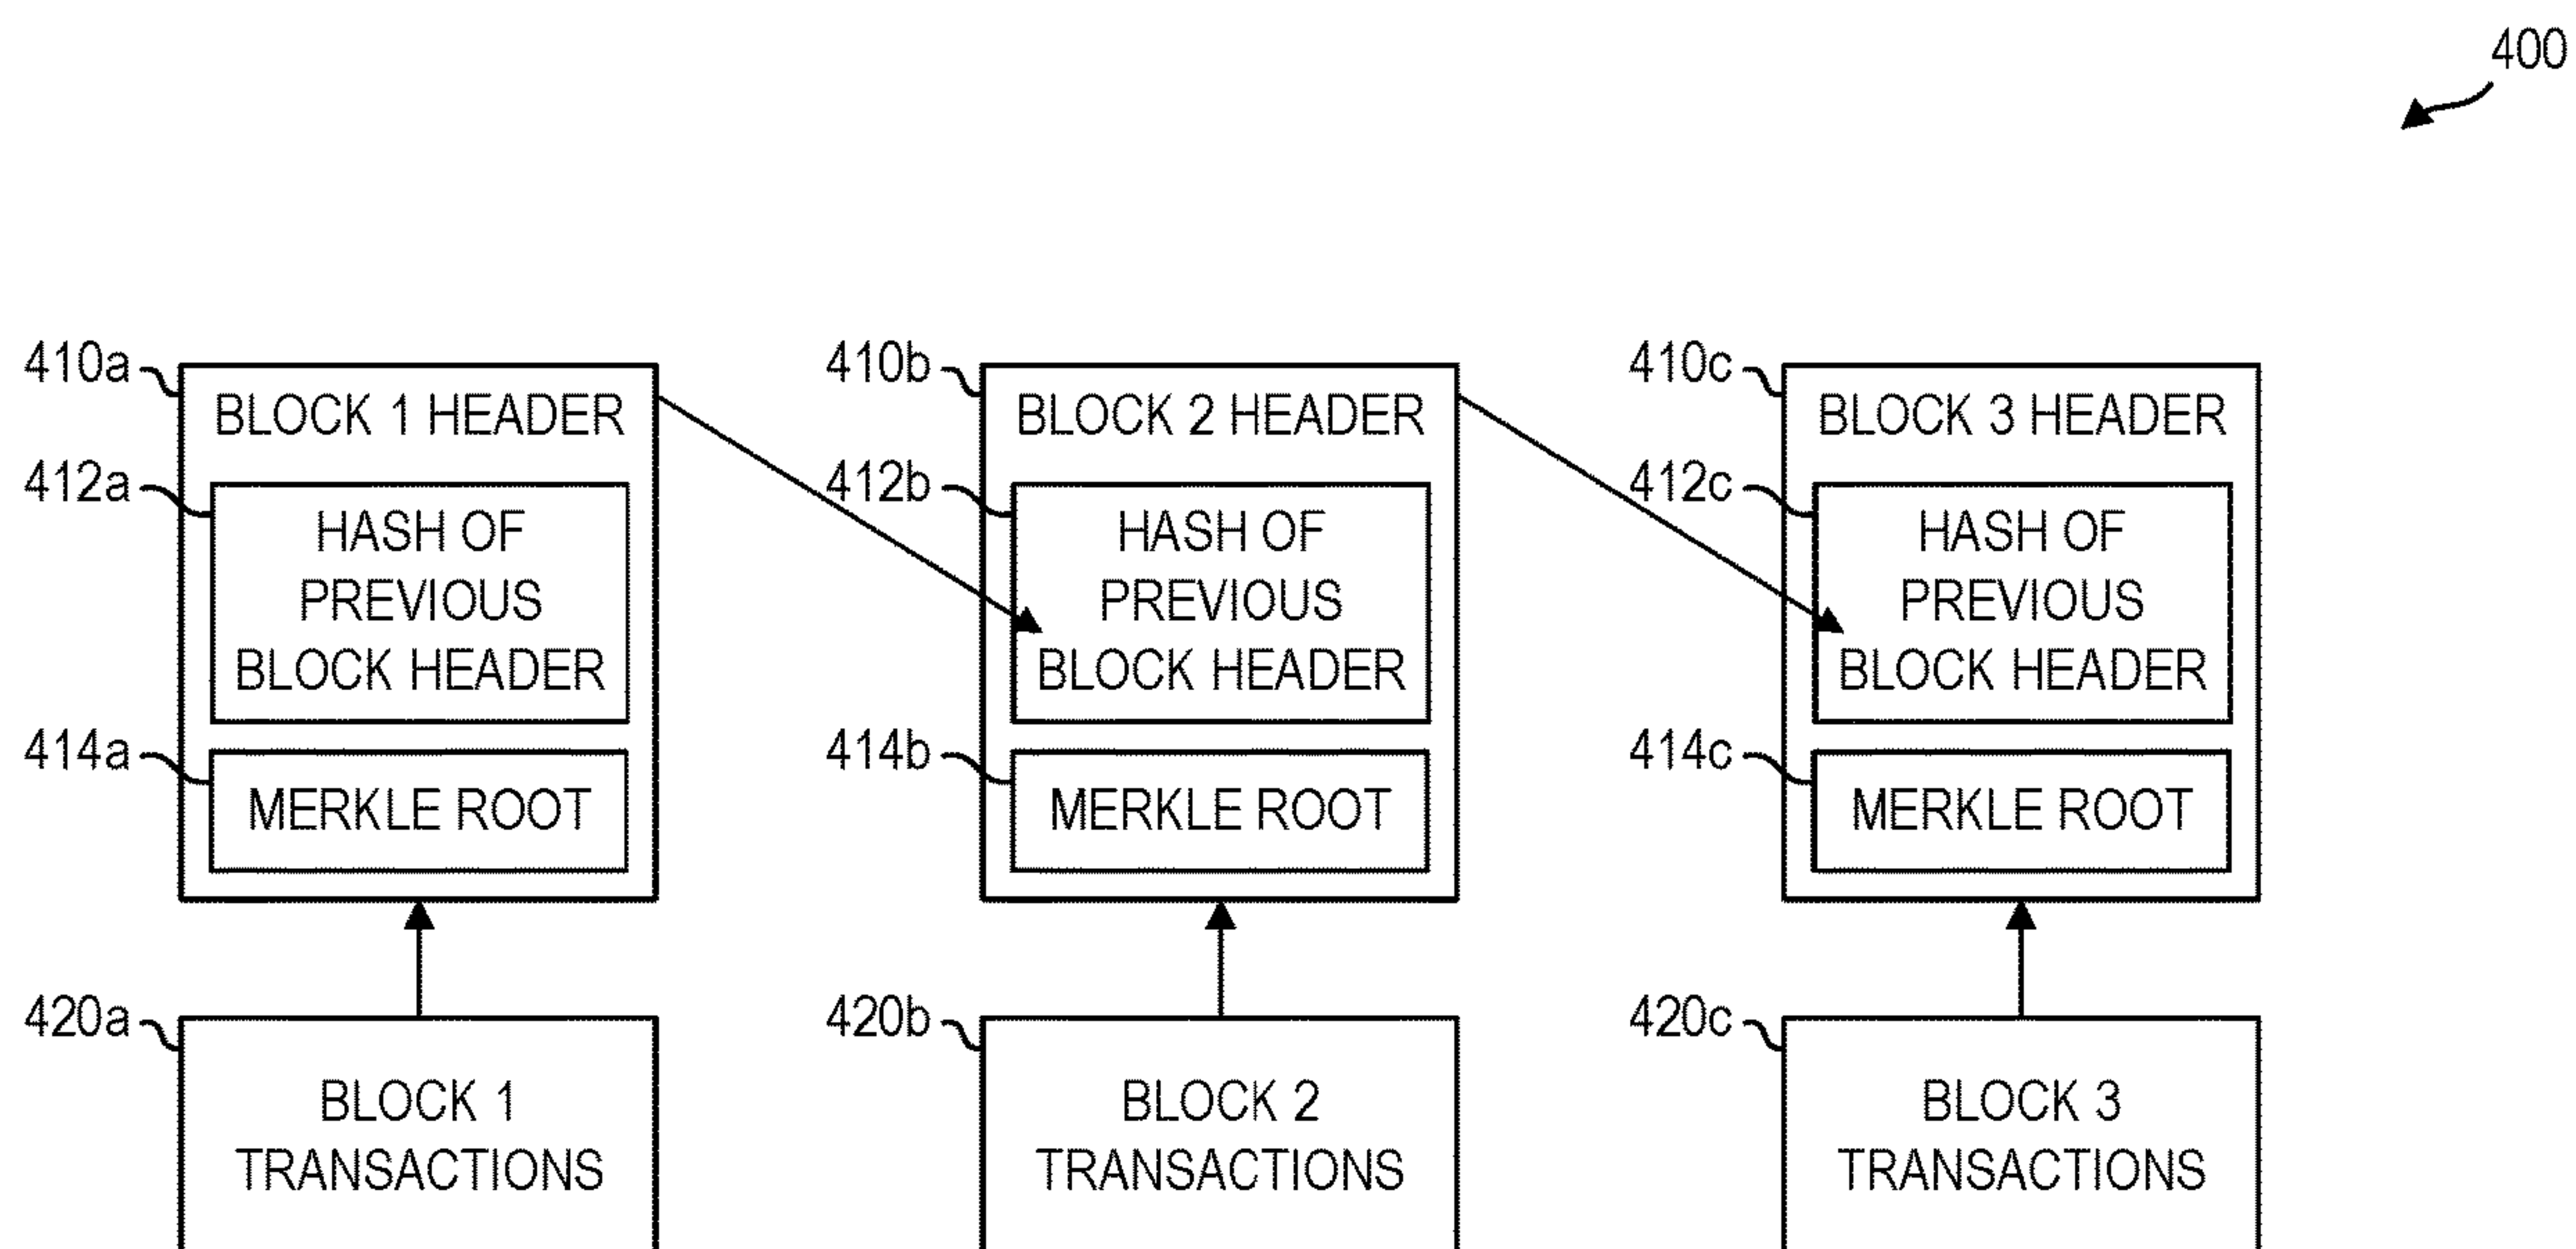 400
410a
BLOCK 1 HEADER
412a
HASH OF
PREVIOUS
BLOCK HEADER
414a
MERKLE ROOT
420a
BLOCK 1
TRANSACTIONS
410b
BLOCK 2 HEADER
412b
HASH OF
PREVIOUS
BLOCK HEADER
414b
MERKLE ROOT
420b
BLOCK 2
TRANSACTIONS
410c
BLOCK 3 HEADER
412c
HASH OF
PREVIOUS
BLOCK HEADER
414c
MERKLE ROOT
420c
BLOCK 3
TRANSACTIONS